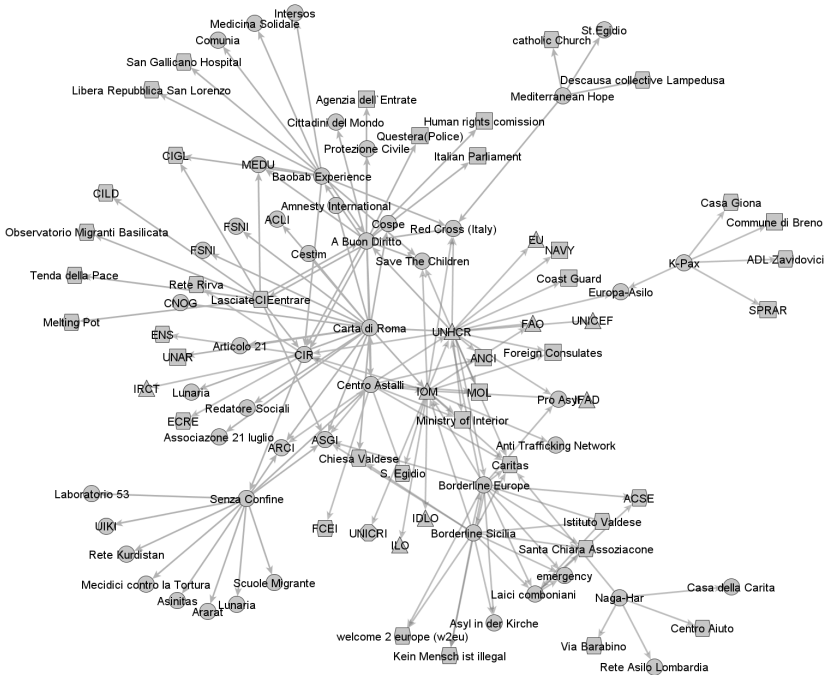 Intersos
Medicina Solidale
Comunia
St.Egidio
catholic Church
San Gallicano Hospital
Descausa collective Lampedusa
Libera Repubblica San Lorenzo
Mediterranean Hope
Agenzia dell`Entrate
Cittadini del Mondo
Human rights comission
Questera(Police)
Protezione Civile
CIGL
MEDU
Italian Parliament
Baobab Experience
CILD
Casa Giona
Amnesty International
ACLI
FSNI
Cospe
Red Cross (Italy)
Commune di Breno
Observatorio Migranti Basilicata
A Buon Diritto
EU
NAVY
FSNI
Cestim
Save The Children
K-Pax
ADL Zavidovici
Tenda della Pace
Rete Rirva
Coast Guard
Europa-Asilo
CNOG
LasciateCIEentrare
SPRAR
Melting Pot
Carta di Roma
UNHCR
FAO
UNICEF
ENS
UNAR
Articolo 21
CIR
ANCI
Foreign Consulates
IRCT
Lunaria
Centro Astalli
IOM
MOL
Pro Asyl
IFAD
Redatore Sociali
ECRE
Ministry of Interior
Associazone 21 luglio
ARCI
ASGI
Anti Trafficking Network
Chiesa Valdese
S. Egidio
Caritas
Laboratorio 53
Senza Confine
Borderline Europe
ACSE
UIKI
FCEI
UNICRI
IDLO
Istituto Valdese
Borderline Sicilia
ILO
Rete Kurdistan
Santa Chiara Assoziacone
Mecidici contro la Tortura
Scuole Migrante
emergency
Laici comboniani
Casa della Carita
Asinitas
Ararat
Lunaria
Naga-Har
Asyl in der Kirche
Centro Aiuto
welcome 2 europe (w2eu)
Via Barabino
Kein Mensch ist illegal
Rete Asilo Lombardia